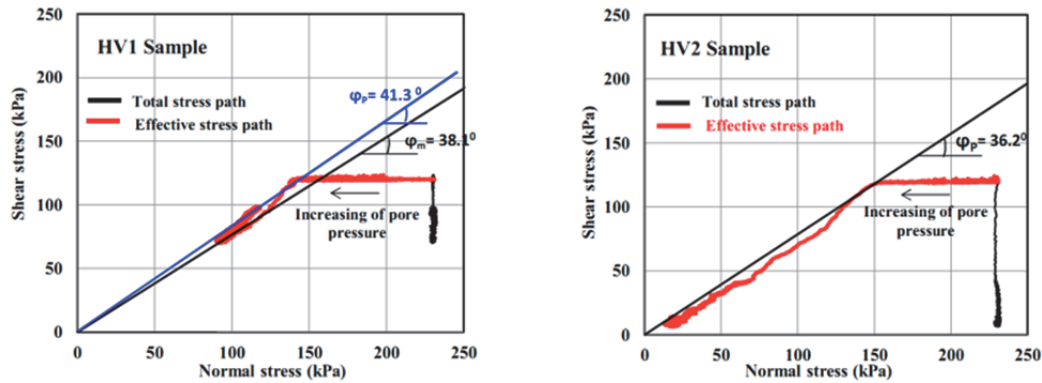 HV1 Sample
Total stress path
Effective stress path
φP= 41.3 0
φm= 38.10
Increasing of pore
pressure
Shear stress (kPa)
250
200
150
100
50
0
0 50 100 150 200 250
Normal stress (kPa)
HV2 Sample
Total stress path
Effective stress path
φP= 36.20
Increasing of pore
pressure
Shear stress (kPa)
250
200
150
100
50
0
0 50 100 150 200 250
Normal stress (kPa)